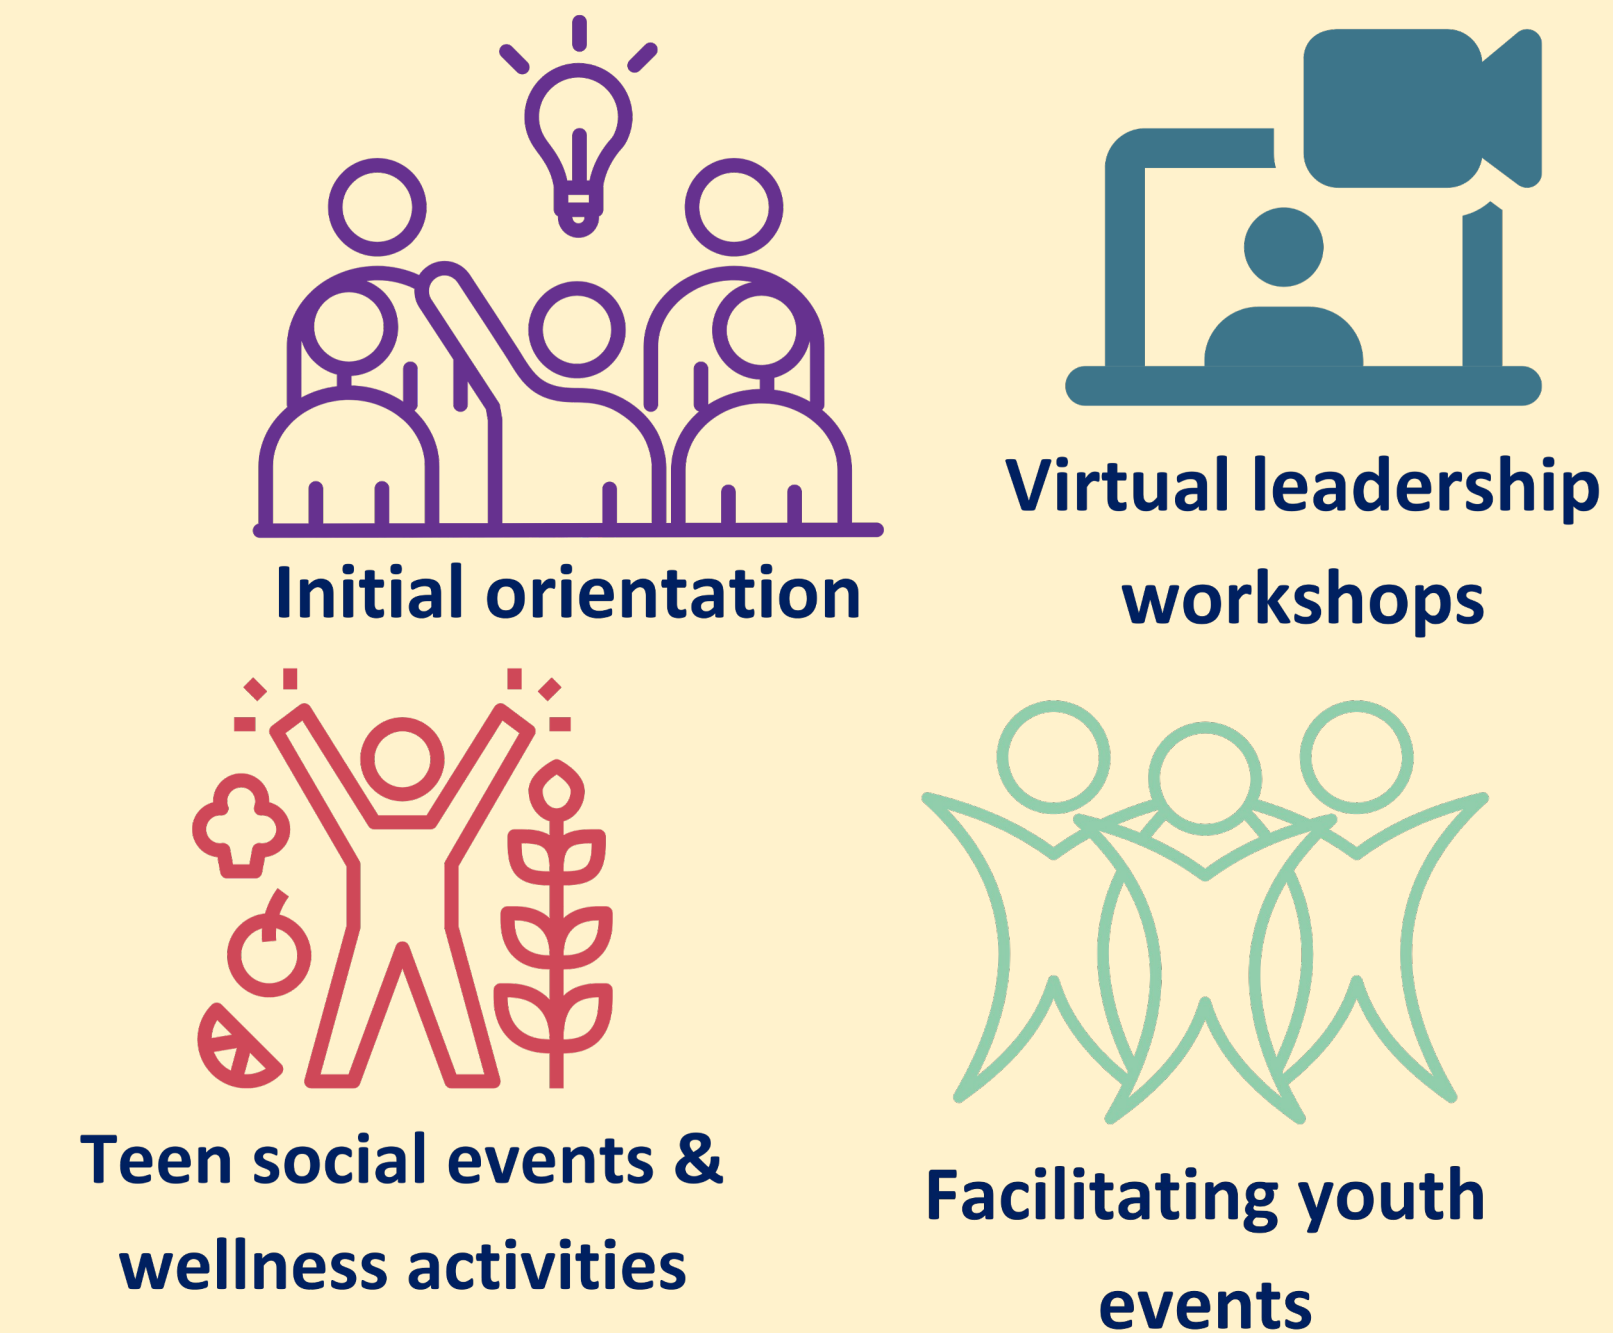 Initial orientation
Virtual leadership
workshops
Teen social events &
wellness activities
Facilitating youth
events